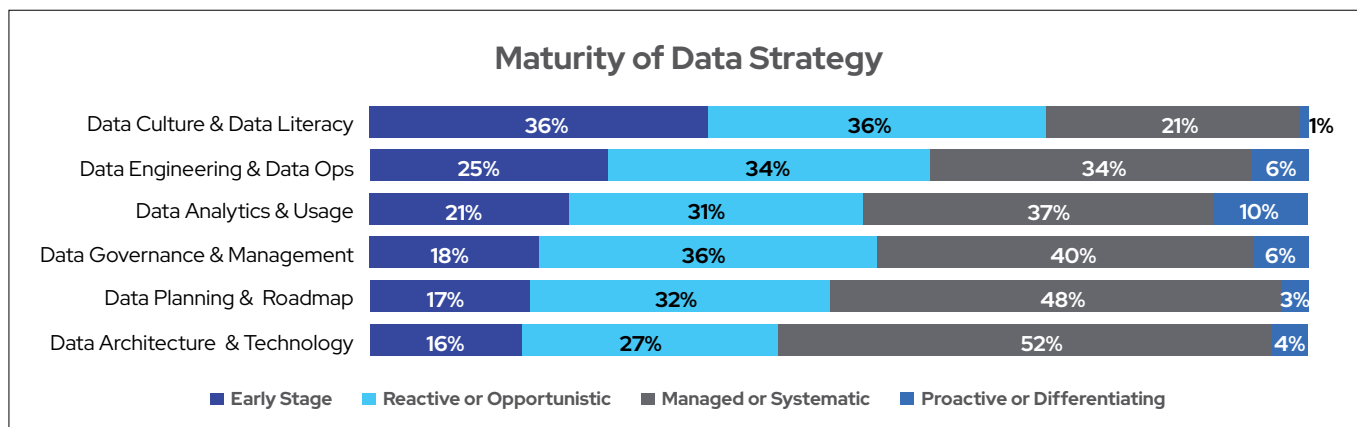 Maturity of Data Strategy
Data Culture & Data Literacy 36% 36% 21% 1%
Data Engineering & Data Ops 25% 34% 34% 6%
Data Analytics & Usage 21% 31% 37% 10%
Data Governance & Management 18% 36% 40% 6%
Data Planning & Roadmap 17% 32% 48% 3%
Data Architecture & Technology 16% 27% 52% 4%
Early Stage Reactive or Opportunistic Managed or Systematic Proactive or Differentiating